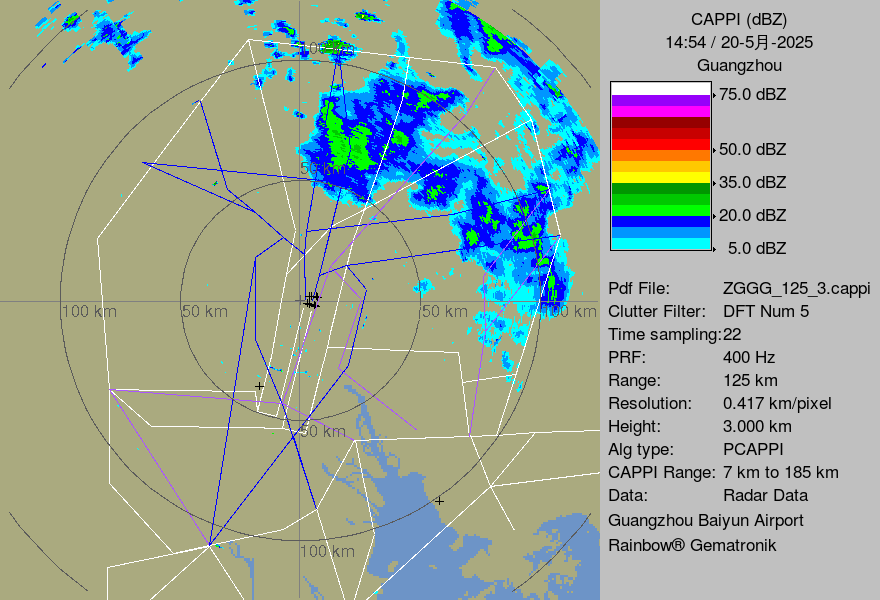 CAPPI (dBZ)
14:54 / 20-5月-2025
Guangzhou
75.0 dBZ
50.0 dBZ
35.0 dBZ
20.0 dBZ
5.0 dBZ
Pdf File: ZGGG_125_3.cappi
Clutter Filter: DFT Num 5
Time sampling:22
PRF: 400 Hz
Range: 125 km
Resolution: 0.417 km/pixel
Height: 3.000 km
Alg type: PCAPPI
CAPPI Range: 7 km to 185 km
Data: Radar Data
Guangzhou Baiyun Airport
Rainbow® Gematronik
100 km
50 km
100 km
50 km
50 km
100 km
50 km
100 km